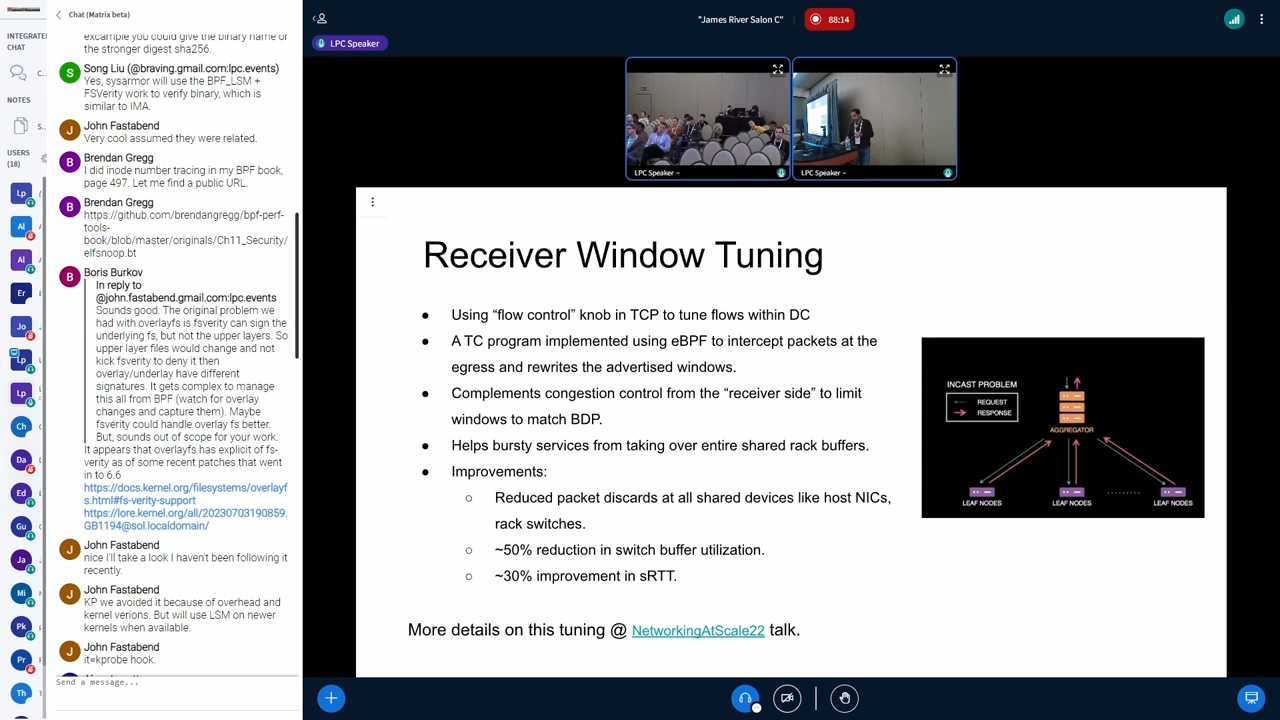 Chat (Matrix beta)
"James River Salon C"
88:14
LPC Speaker
INTEGRATE
CHAT
C..
NOTES
S..
USERS
(18)
Lp
Al
Al
Er
Jo
Lp
Lp
Ch
Da
Ed
Gu
Ja
Mi
Pk
Pr
Th
excample you could give the binary name or
the stronger digest sha256.
S
Song Liu (@braving.gmail.com:lpc.events)
Yes, sysarmor will use the BPF_LSM +
FSVerity work to verify binary, which is
similar to IMA.
J
John Fastabend
Very cool assumed they were related.
B
Brendan Gregg
I did inode number tracing in my BPF book,
page 497. Let me find a public URL.
B
Brendan Gregg
https://github.com/brendangregg/bpf-perf-
tools-
book/blob/master/originals/Ch11_Security/
elfsnoop.bt
B
Boris Burkov
In reply to
@john.fastabend.gmail.com:lpc.events
Sounds good. The original problem we
had with overlayfs is fsverity can sign the
underlying fs, but not the upper layers. So
upper layer files would change and not
kick fsverity to deny it then
overlay/underlay have different
signatures. It gets complex to manage
this all from BPF (watch for overlay
changes and capture them). Maybe
fsverity could handle overlay fs better.
But, sounds out of scope for your work.
It appears that overlayfs has explicit of fs-
verity as of some recent patches that went
in to 6.6
https://docs.kernel.org/filesystems/overlayf
s.html#fs-verity-support
https://lore.kernel.org/all/20230703190859.
GB1194@sol.localdomain/
J
John Fastabend
nice I'll take a look I haven't been following it
recently.
J
John Fastabend
KP we avoided it because of overhead and
kernel verions. But will use LSM on newer
kernels when available.
J
John Fastabend
it=kprobe hook.
Send a message...
LPC Speaker
LPC Speaker
Receiver Window Tuning
● Using “flow control” knob in TCP to tune flows within DC
● A TC program implemented using eBPF to intercept packets at the
egress and rewrites the advertised windows.
● Complements congestion control from the “receiver side” to limit
windows to match BDP.
● Helps bursty services from taking over entire shared rack buffers.
● Improvements:
○ Reduced packet discards at all shared devices like host NICs,
rack switches.
○ ~50% reduction in switch buffer utilization.
○ ~30% improvement in sRTT.
More details on this tuning @ NetworkingAtScale22 talk.
INCAST PROBLEM
REQUEST
RESPONSE
AGGREGATOR
LEAF NODES
LEAF NODES
LEAF NODES